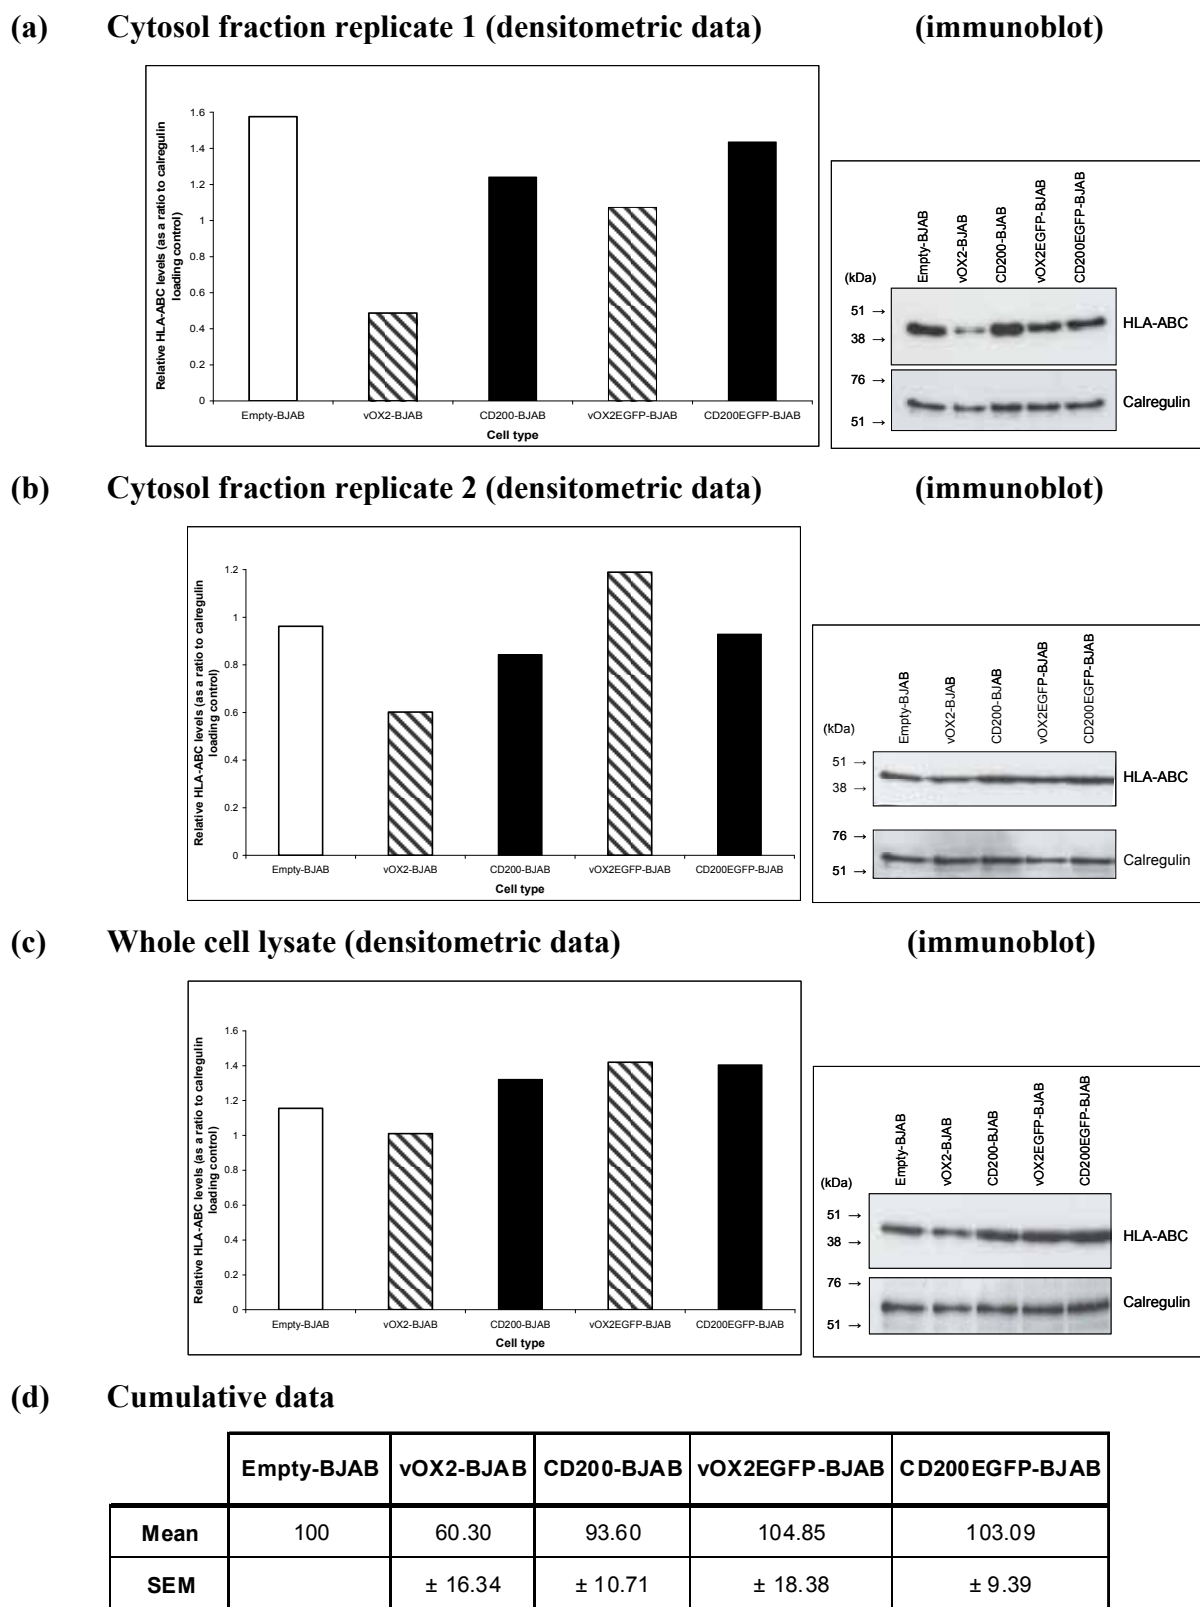 (a) Cytosol fraction replicate 1 (densitometric data) (immunoblot)
Relative HLA-ABC levels (as a ratio to calregulin
loading control)
1.6
1.4
1.2
1
0.8
0.6
0.4
0.2
0
Empty-BJAB vOX2-BJAB CD200-BJAB vOX2EGFP-BJAB CD200EGFP-BJAB
Cell type
Empty-BJAB
vOX2-BJAB
CD200-BJAB
vOX2EGFP-BJAB
CD200EGFP-BJAB
(kDa)
51 →
38 →
HLA-ABC
76 →
51 →
Calregulin
(b) Cytosol fraction replicate 2 (densitometric data) (immunoblot)
Relative HLA-ABC levels (as a ratio to calregulin
loading control)
1.2
1
0.8
0.6
0.4
0.2
0
Empty-BJAB vOX2-BJAB CD200-BJAB vOX2EGFP-BJAB CD200EGFP-BJAB
Cell type
Empty-BJAB
vOX2-BJAB
CD200-BJAB
vOX2EGFP-BJAB
CD200EGFP-BJAB
(kDa)
51 →
38 →
HLA-ABC
76 →
51 →
Calregulin
(c) Whole cell lysate (densitometric data) (immunoblot)
Relative HLA-ABC levels (as a ratio to calregulin
loading control)
1.6
1.4
1.2
1
0.8
0.6
0.4
0.2
0
Empty-BJAB vOX2-BJAB CD200-BJAB vOX2EGFP-BJAB CD200EGFP-BJAB
Cell type
Empty-BJAB
vOX2-BJAB
CD200-BJAB
vOX2EGFP-BJAB
CD200EGFP-BJAB
(kDa)
51 →
38 →
HLA-ABC
76 →
51 →
Calregulin
(d) Cumulative data
Empty-BJAB vOX2-BJAB CD200-BJAB vOX2EGFP-BJAB CD200EGFP-BJAB
Mean 100 60.30 93.60 104.85 103.09
SEM ± 16.34 ± 10.71 ± 18.38 ± 9.39